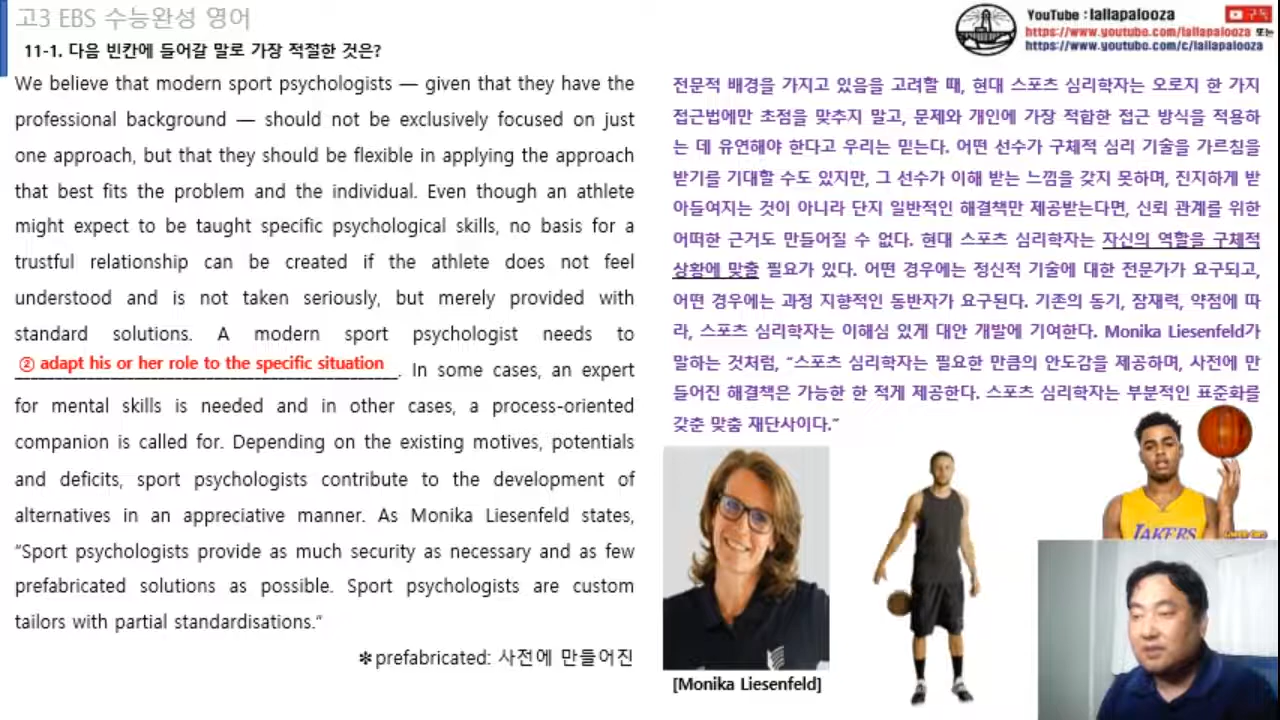 고3 EBS 수능완성 영어
YouTube : lallapalooza
구독
https://www.youtube.com/lallapalooza 또는
https://www.youtube.com/c/lallapalooza
11-1. 다음 빈칸에 들어갈 말로 가장 적절한 것은?
We believe that modern sport psychologists — given that they have the
professional background — should not be exclusively focused on just
one approach, but that they should be flexible in applying the approach
that best fits the problem and the individual. Even though an athlete
might expect to be taught specific psychological skills, no basis for a
trustful relationship can be created if the athlete does not feel
understood and is not taken seriously, but merely provided with
standard solutions. A modern sport psychologist needs to
② adapt his or her role to the specific situation. In some cases, an expert
for mental skills is needed and in other cases, a process-oriented
companion is called for. Depending on the existing motives, potentials
and deficits, sport psychologists contribute to the development of
alternatives in an appreciative manner. As Monika Liesenfeld states,
“Sport psychologists provide as much security as necessary and as few
prefabricated solutions as possible. Sport psychologists are custom
tailors with partial standardisations.”
✻prefabricated: 사전에 만들어진
전문적 배경을 가지고 있음을 고려할 때, 현대 스포츠 심리학자는 오로지 한 가지
접근법에만 초점을 맞추지 말고, 문제와 개인에 가장 적합한 접근 방식을 적용하
는 데 유연해야 한다고 우리는 믿는다. 어떤 선수가 구체적 심리 기술을 가르침을
받기를 기대할 수도 있지만, 그 선수가 이해 받는 느낌을 갖지 못하며, 진지하게 받
아들여지는 것이 아니라 단지 일반적인 해결책만 제공받는다면, 신뢰 관계를 위한
어떠한 근거도 만들어질 수 없다. 현대 스포츠 심리학자는 자신의 역할을 구체적
상황에 맞출 필요가 있다. 어떤 경우에는 정신적 기술에 대한 전문가가 요구되고,
어떤 경우에는 과정 지향적인 동반자가 요구된다. 기존의 동기, 잠재력, 약점에 따
라, 스포츠 심리학자는 이해심 있게 대안 개발에 기여한다. Monika Liesenfeld가
말하는 것처럼, “스포츠 심리학자는 필요한 만큼의 안도감을 제공하며, 사전에 만
들어진 해결책은 가능한 한 적게 제공한다. 스포츠 심리학자는 부분적인 표준화를
갖춘 맞춤 재단사이다.”
LAKERS
[Monika Liesenfeld]